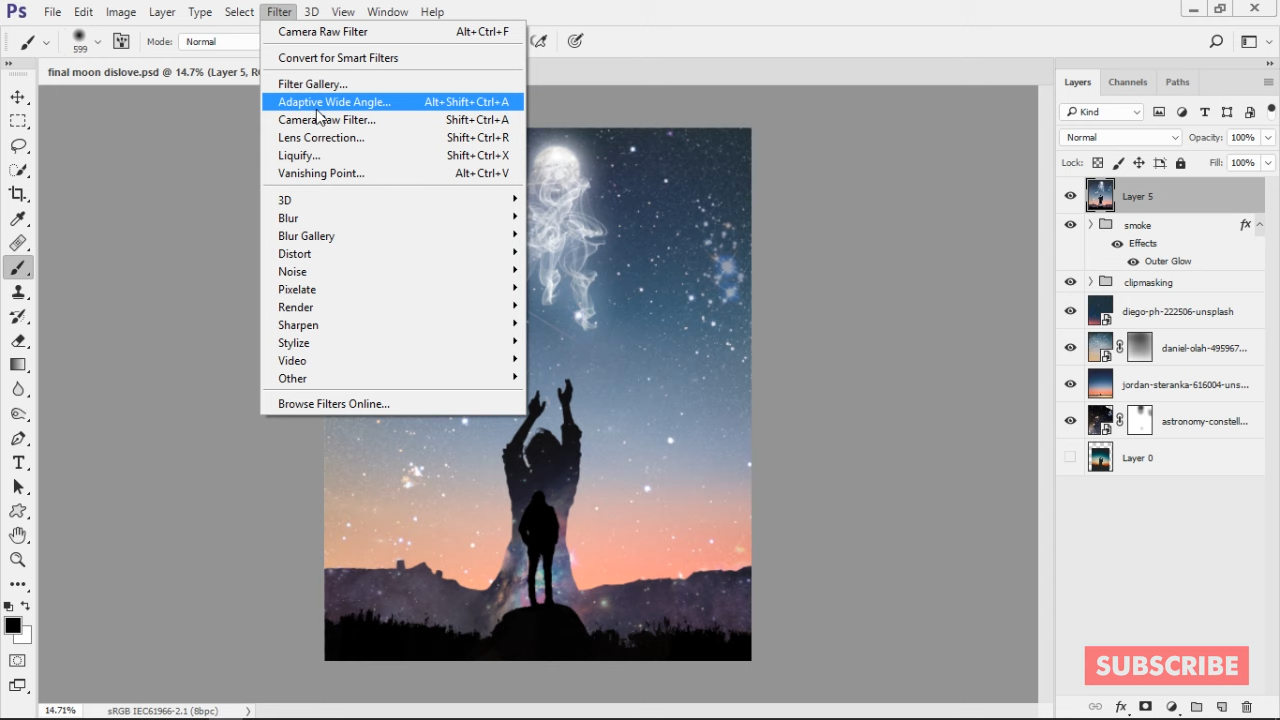 Ps File Edit Image Layer Type Select Filter 3D View Window Help
599 Mode: Normal
final moon dislove.psd @ 14.7% (Layer 5, R
Camera Raw Filter Alt+Ctrl+F
Convert for Smart Filters
Filter Gallery...
Adaptive Wide Angle... Alt+Shift+Ctrl+A
Camera Raw Filter... Shift+Ctrl+A
Lens Correction... Shift+Ctrl+R
Liquify... Shift+Ctrl+X
Vanishing Point... Alt+Ctrl+V
3D
Blur
Blur Gallery
Distort
Noise
Pixelate
Render
Sharpen
Stylize
Video
Other
Browse Filters Online...
Layers Channels Paths
Kind
Normal Opacity: 100%
Lock: Fill: 100%
Layer 5
smoke fx
Effects
Outer Glow
clipmasking
diego-ph-222506-unsplash
daniel-olah-495967...
jordan-steranka-616004-uns...
astronomy-constell...
Layer 0
SUBSCRIBE
14.71% sRGB IEC61966-2.1 (8bpc)
fx